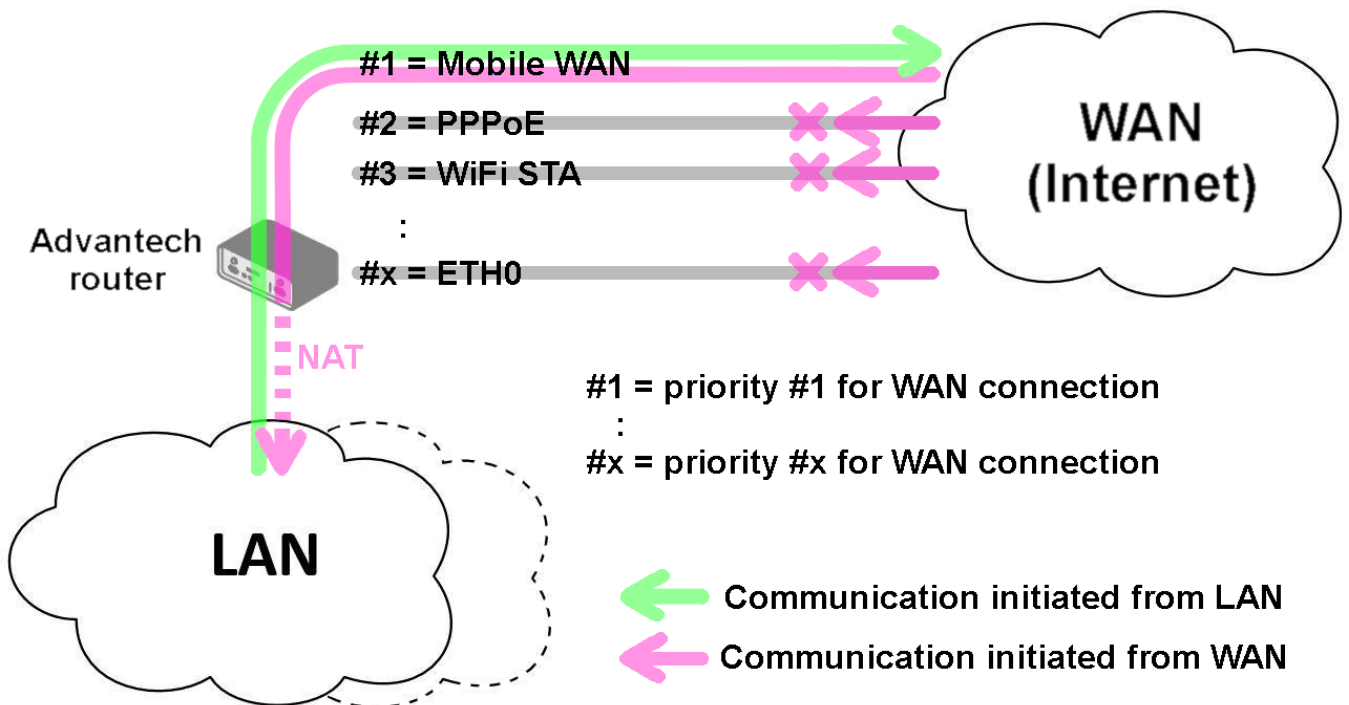 #1 = Mobile WAN
#2 = PPPoE
#3 = WiFi STA
:
#x = ETH0
WAN
(Internet)
Advantech
router
NAT
#1 = priority #1 for WAN connection
:
#x = priority #x for WAN connection
LAN
Communication initiated from LAN
Communication initiated from WAN